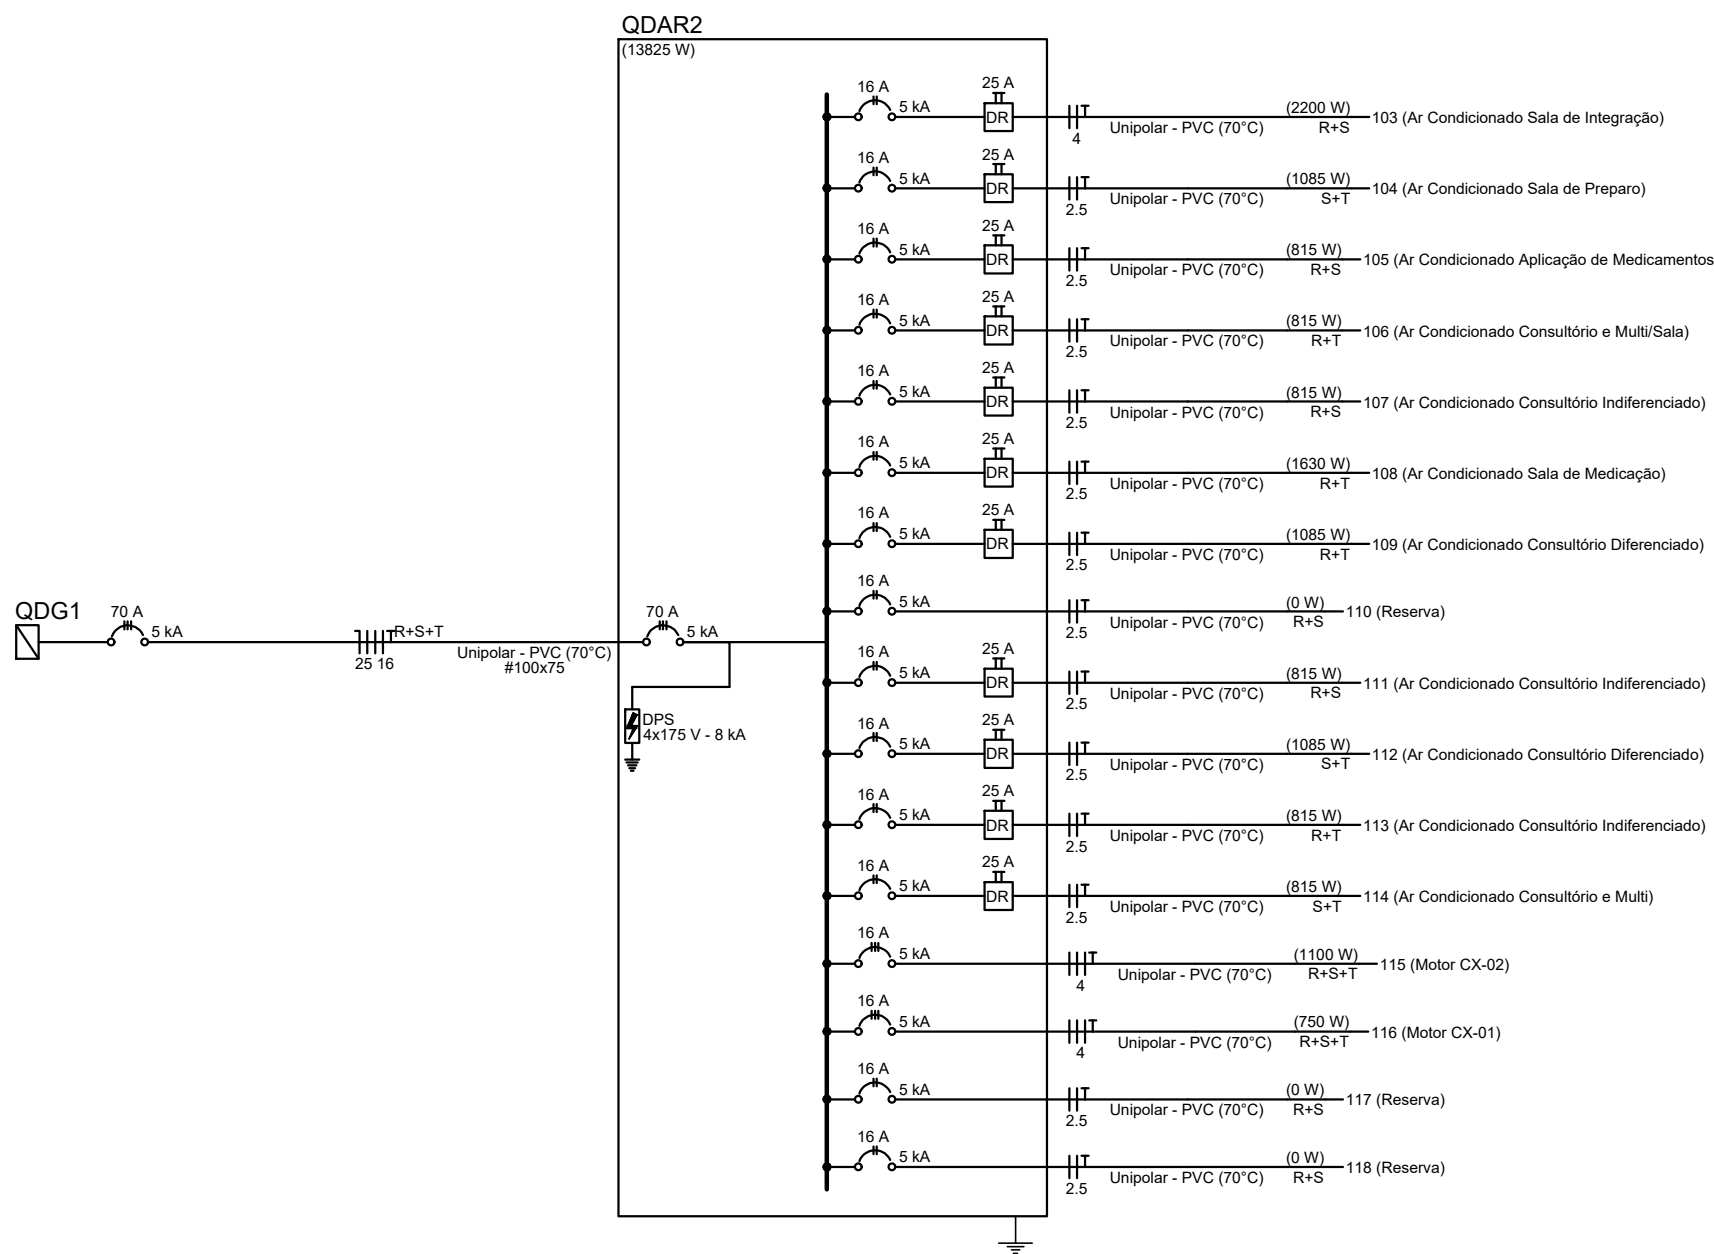 QDAR2
(13825 W)
16 A
5 kA
25 A
DR
4
Unipolar - PVC (70°C)
(2200 W)
R+S
103 (Ar Condicionado Sala de Integração)
16 A
5 kA
25 A
DR
2.5
Unipolar - PVC (70°C)
(1085 W)
S+T
104 (Ar Condicionado Sala de Preparo)
16 A
5 kA
25 A
DR
2.5
Unipolar - PVC (70°C)
(815 W)
R+S
105 (Ar Condicionado Aplicação de Medicamentos
16 A
5 kA
25 A
DR
2.5
Unipolar - PVC (70°C)
(815 W)
R+T
106 (Ar Condicionado Consultório e Multi/Sala)
16 A
5 kA
25 A
DR
2.5
Unipolar - PVC (70°C)
(815 W)
R+S
107 (Ar Condicionado Consultório Indiferenciado)
16 A
5 kA
25 A
DR
2.5
Unipolar - PVC (70°C)
(1630 W)
R+T
108 (Ar Condicionado Sala de Medicação)
16 A
5 kA
25 A
DR
2.5
Unipolar - PVC (70°C)
(1085 W)
R+T
109 (Ar Condicionado Consultório Diferenciado)
16 A
5 kA
2.5
Unipolar - PVC (70°C)
(0 W)
R+S
110 (Reserva)
QDG1
70 A
5 kA
R+S+T
25 16
Unipolar - PVC (70°C)
#100x75
70 A
5 kA
DPS
4x175 V - 8 kA
16 A
5 kA
25 A
DR
2.5
Unipolar - PVC (70°C)
(815 W)
R+S
111 (Ar Condicionado Consultório Indiferenciado)
16 A
5 kA
25 A
DR
2.5
Unipolar - PVC (70°C)
(1085 W)
S+T
112 (Ar Condicionado Consultório Diferenciado)
16 A
5 kA
25 A
DR
2.5
Unipolar - PVC (70°C)
(815 W)
R+T
113 (Ar Condicionado Consultório Indiferenciado)
16 A
5 kA
25 A
DR
2.5
Unipolar - PVC (70°C)
(815 W)
S+T
114 (Ar Condicionado Consultório e Multi)
16 A
5 kA
4
Unipolar - PVC (70°C)
(1100 W)
R+S+T
115 (Motor CX-02)
16 A
5 kA
4
Unipolar - PVC (70°C)
(750 W)
R+S+T
116 (Motor CX-01)
16 A
5 kA
2.5
Unipolar - PVC (70°C)
(0 W)
R+S
117 (Reserva)
16 A
5 kA
2.5
Unipolar - PVC (70°C)
(0 W)
R+S
118 (Reserva)